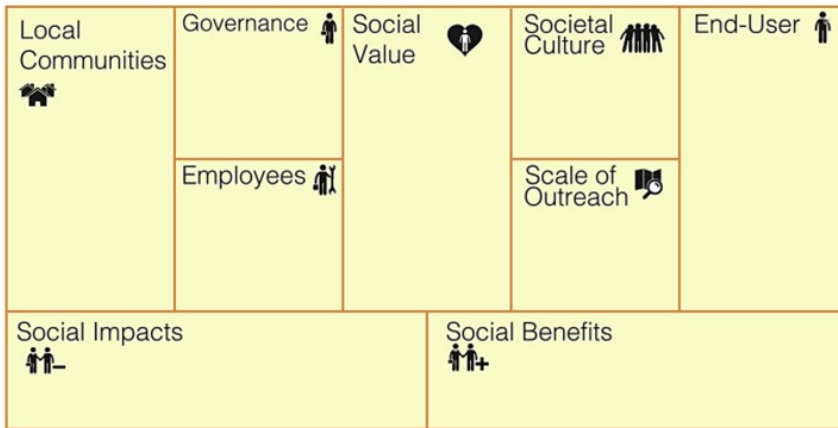 Local
Communities
Governance
Employees
Social
Value
Societal
Culture
Scale of
Outreach
End-User
Social Impacts
Social Benefits